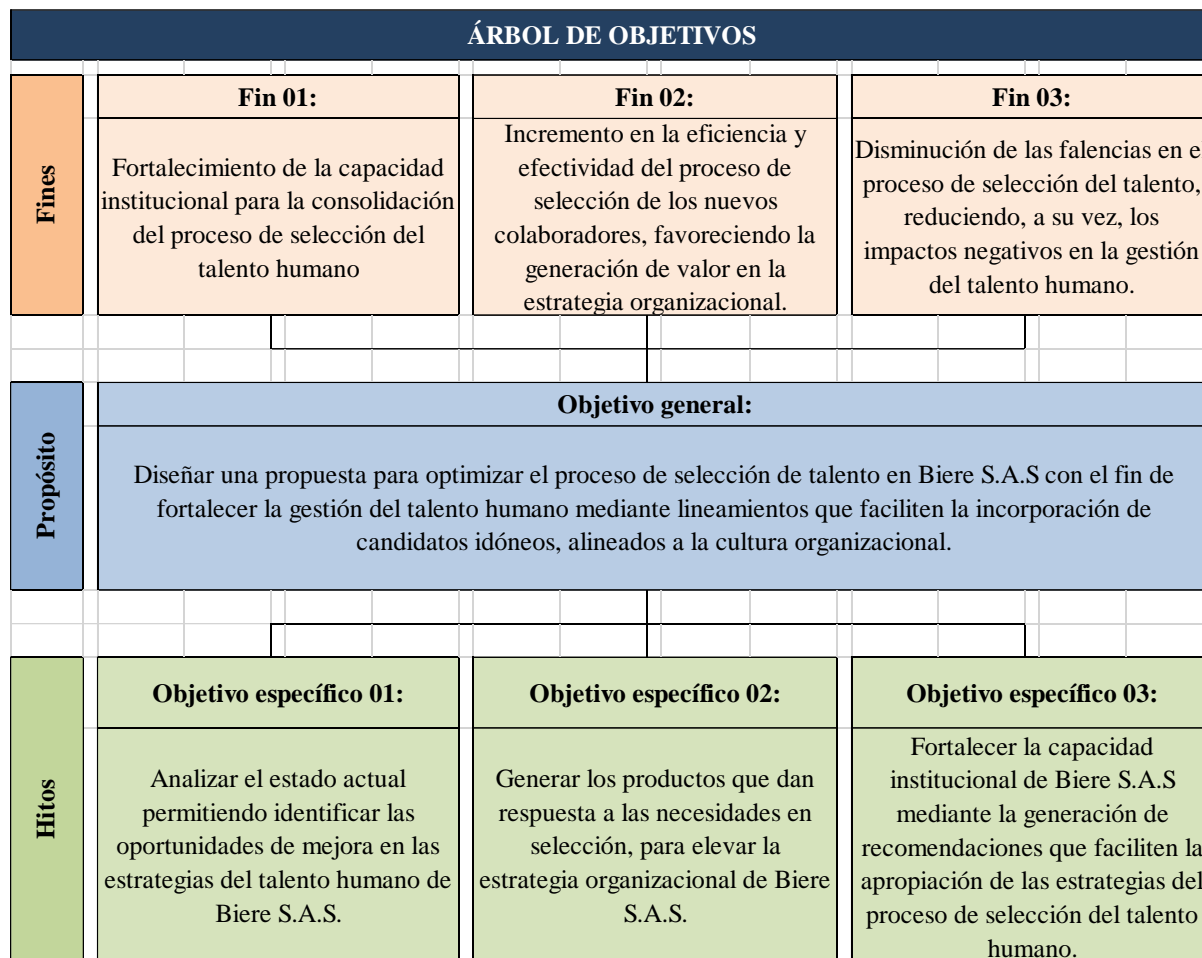 ÁRBOL DE OBJETIVOS
Fines
Fin 01:
Fortalecimiento de la capacidad
institucional para la consolidación
del proceso de selección del
talento humano
Fin 02:
Incremento en la eficiencia y
efectividad del proceso de
selección de los nuevos
colaboradores, favoreciendo la
generación de valor en la
estrategia organizacional.
Fin 03:
Disminución de las falencias en e
proceso de selección del talento,
reduciendo, a su vez, los
impactos negativos en la gestión
del talento humano.
Propósito
Objetivo general:
Diseñar una propuesta para optimizar el proceso de selección de talento en Biere S.A.S con el fin de
fortalecer la gestión del talento humano mediante lineamientos que faciliten la incorporación de
candidatos idóneos, alineados a la cultura organizacional.
Hitos
Objetivo específico 01:
Analizar el estado actual
permitiendo identificar las
oportunidades de mejora en las
estrategias del talento humano de
Biere S.A.S.
Objetivo específico 02:
Generar los productos que dan
respuesta a las necesidades en
selección, para elevar la
estrategia organizacional de Biere
S.A.S.
Objetivo específico 03:
Fortalecer la capacidad
institucional de Biere S.A.S
mediante la generación de
recomendaciones que faciliten la
apropiación de las estrategias del
proceso de selección del talento
humano.